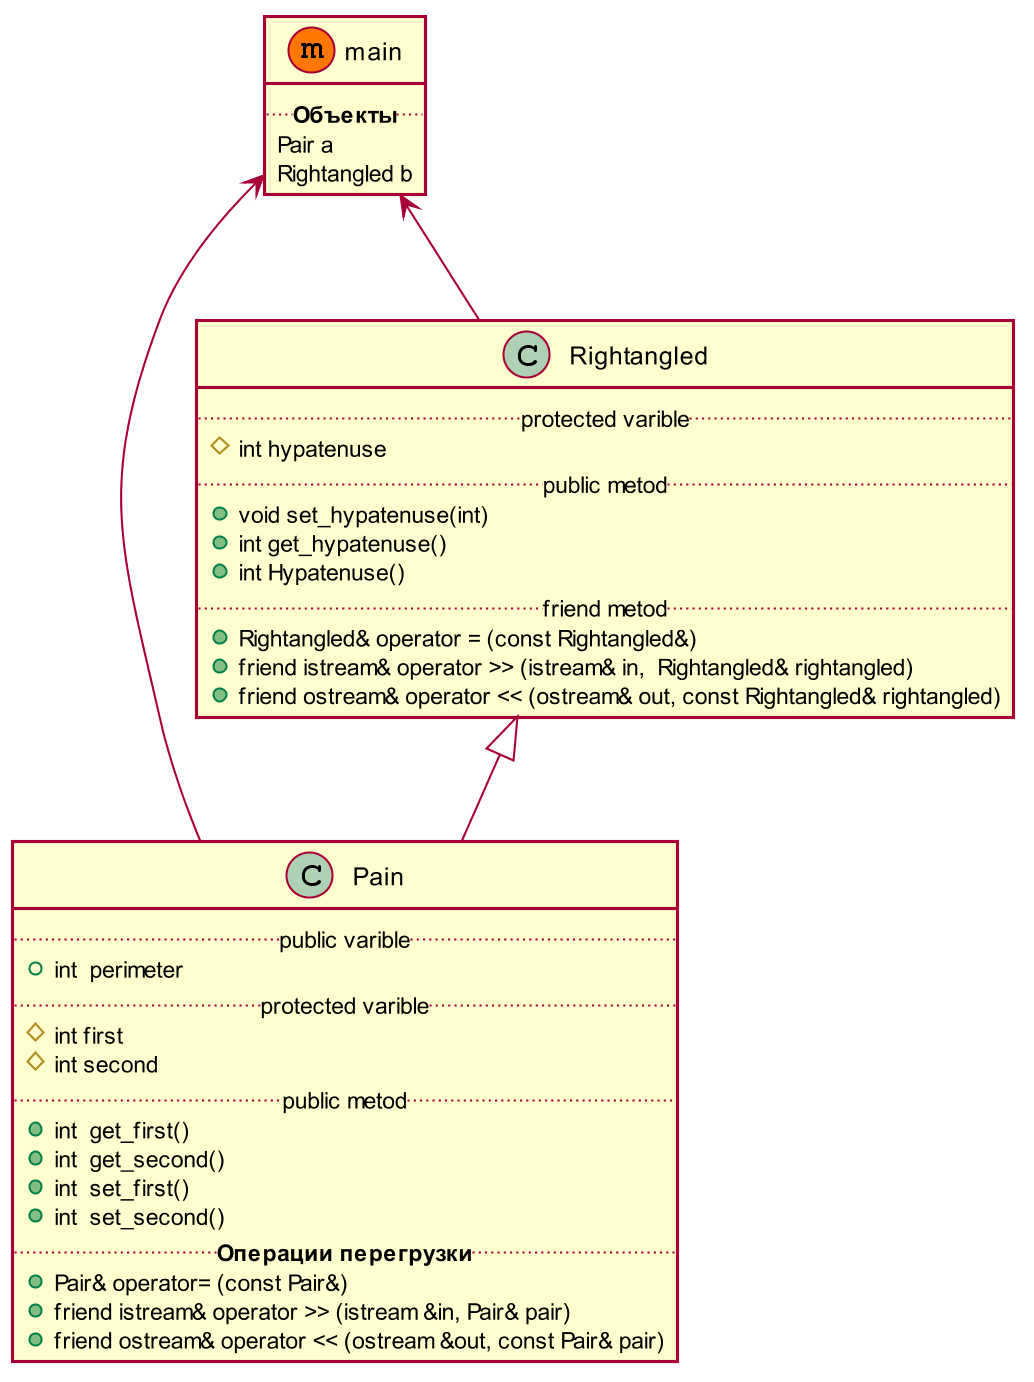 m main
Объекты
Pair a
Rightangled b
C Rightangled
protected varible
int hypatenuse
public metod
void set_hypatenuse(int)
int get_hypatenuse()
int Hypatenuse()
friend metod
Rightangled& operator = (const Rightangled&)
friend istream& operator >> (istream& in,  Rightangled& rightangled)
friend ostream& operator << (ostream& out, const Rightangled& rightangled)
C Pain
public varible
int  perimeter
protected varible
int first
int second
public metod
int  get_first()
int  get_second()
int  set_first()
int  set_second()
Операции перегрузки
Pair& operator= (const Pair&)
friend istream& operator >> (istream &in, Pair& pair)
friend ostream& operator << (ostream &out, const Pair& pair)